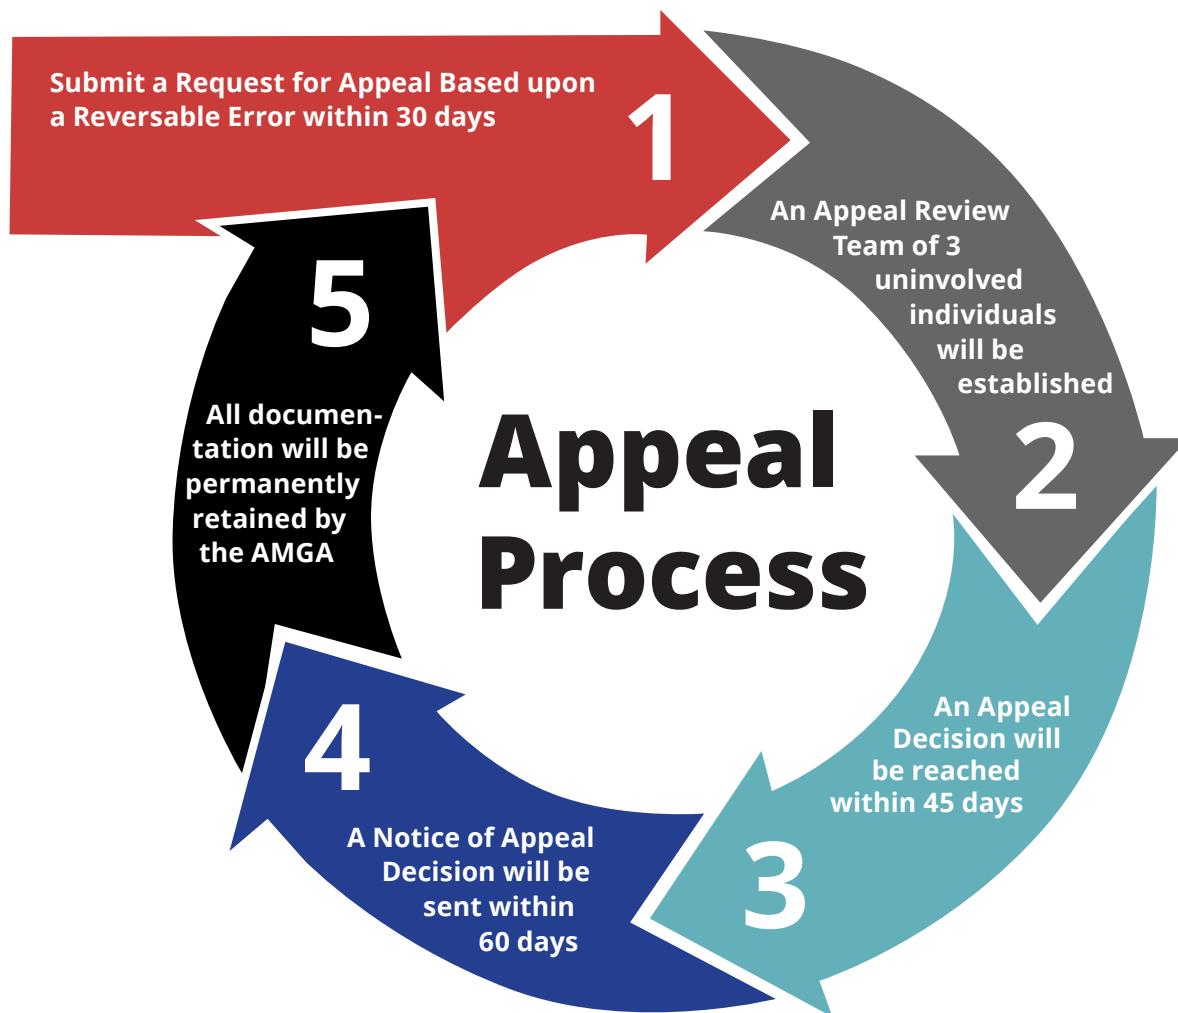 Submit a Request for Appeal Based upon
a Reversable Error within 30 days
1
An Appeal Review
Team of 3
uninvolved
individuals
will be
established
2
An Appeal
Decision will
be reached
within 45 days
3
A Notice of Appeal
Decision will be
sent within
60 days
4
All documen-
tation will be
permanently
retained by
the AMGA
5
Appeal
Process